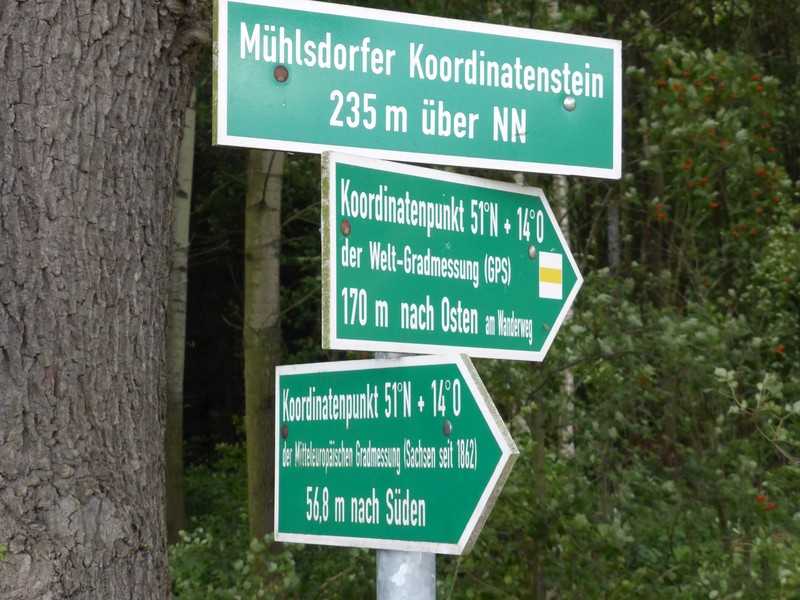 Mühlsdorfer Koordinatenstein
235 m über NN
Koordinatenpunkt 51°N + 14°O
der Welt-Gradmessung (GPS)
170 m nach Osten am Wanderweg
Koordinatenpunkt 51°N + 14°O
der Mitteleuropäischen Gradmessung (Sachsen seit 1862)
56,8 m nach Süden